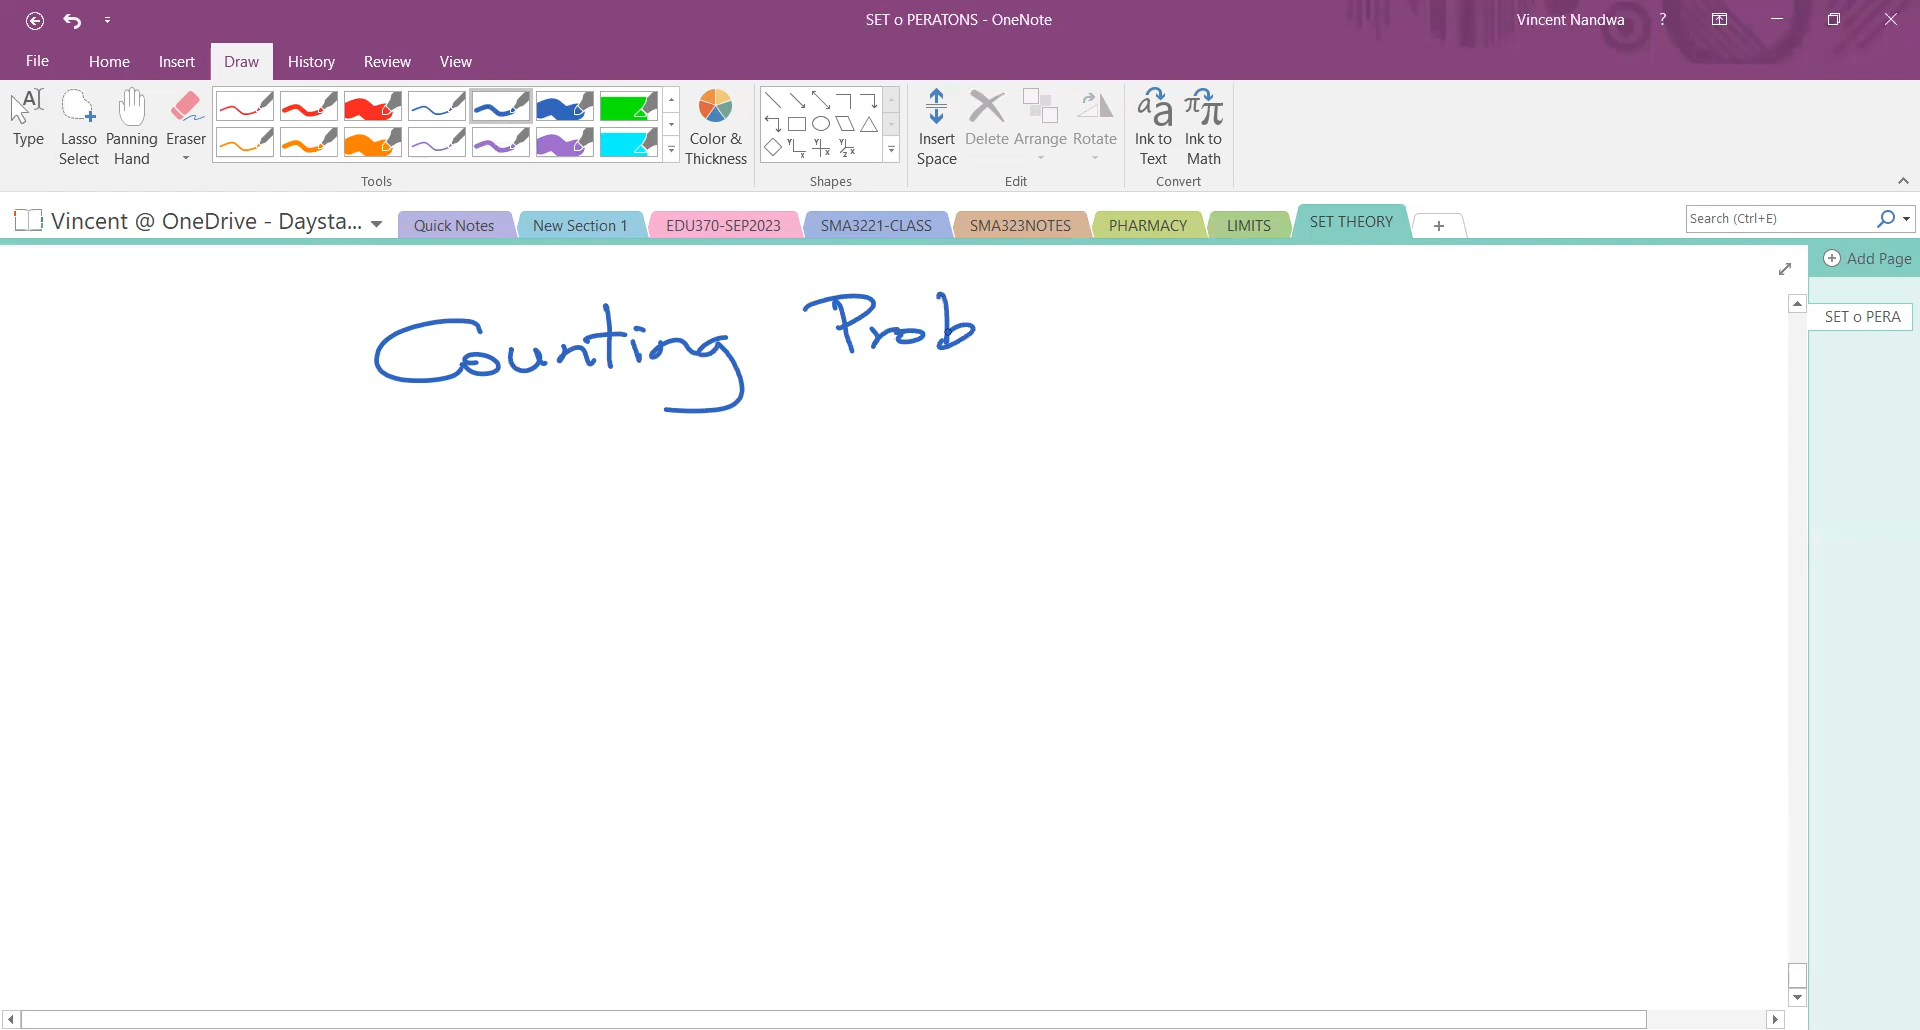 SET o PERATONS - OneNote
Vincent Nandwa
?
File
Home
Insert
Draw
History
Review
View
Type
Lasso
Select
Panning
Hand
Eraser
Color &
Thickness
Insert
Space
Delete
Arrange
Rotate
Ink to
Text
Ink to
Math
Tools
Shapes
Edit
Convert
Vincent @ OneDrive - Daysta...
Quick Notes
New Section 1
EDU370-SEP2023
SMA3221-CLASS
SMA323NOTES
PHARMACY
LIMITS
SET THEORY
Search (Ctrl+E)
Add Page
SET o PERA
Counting Prob